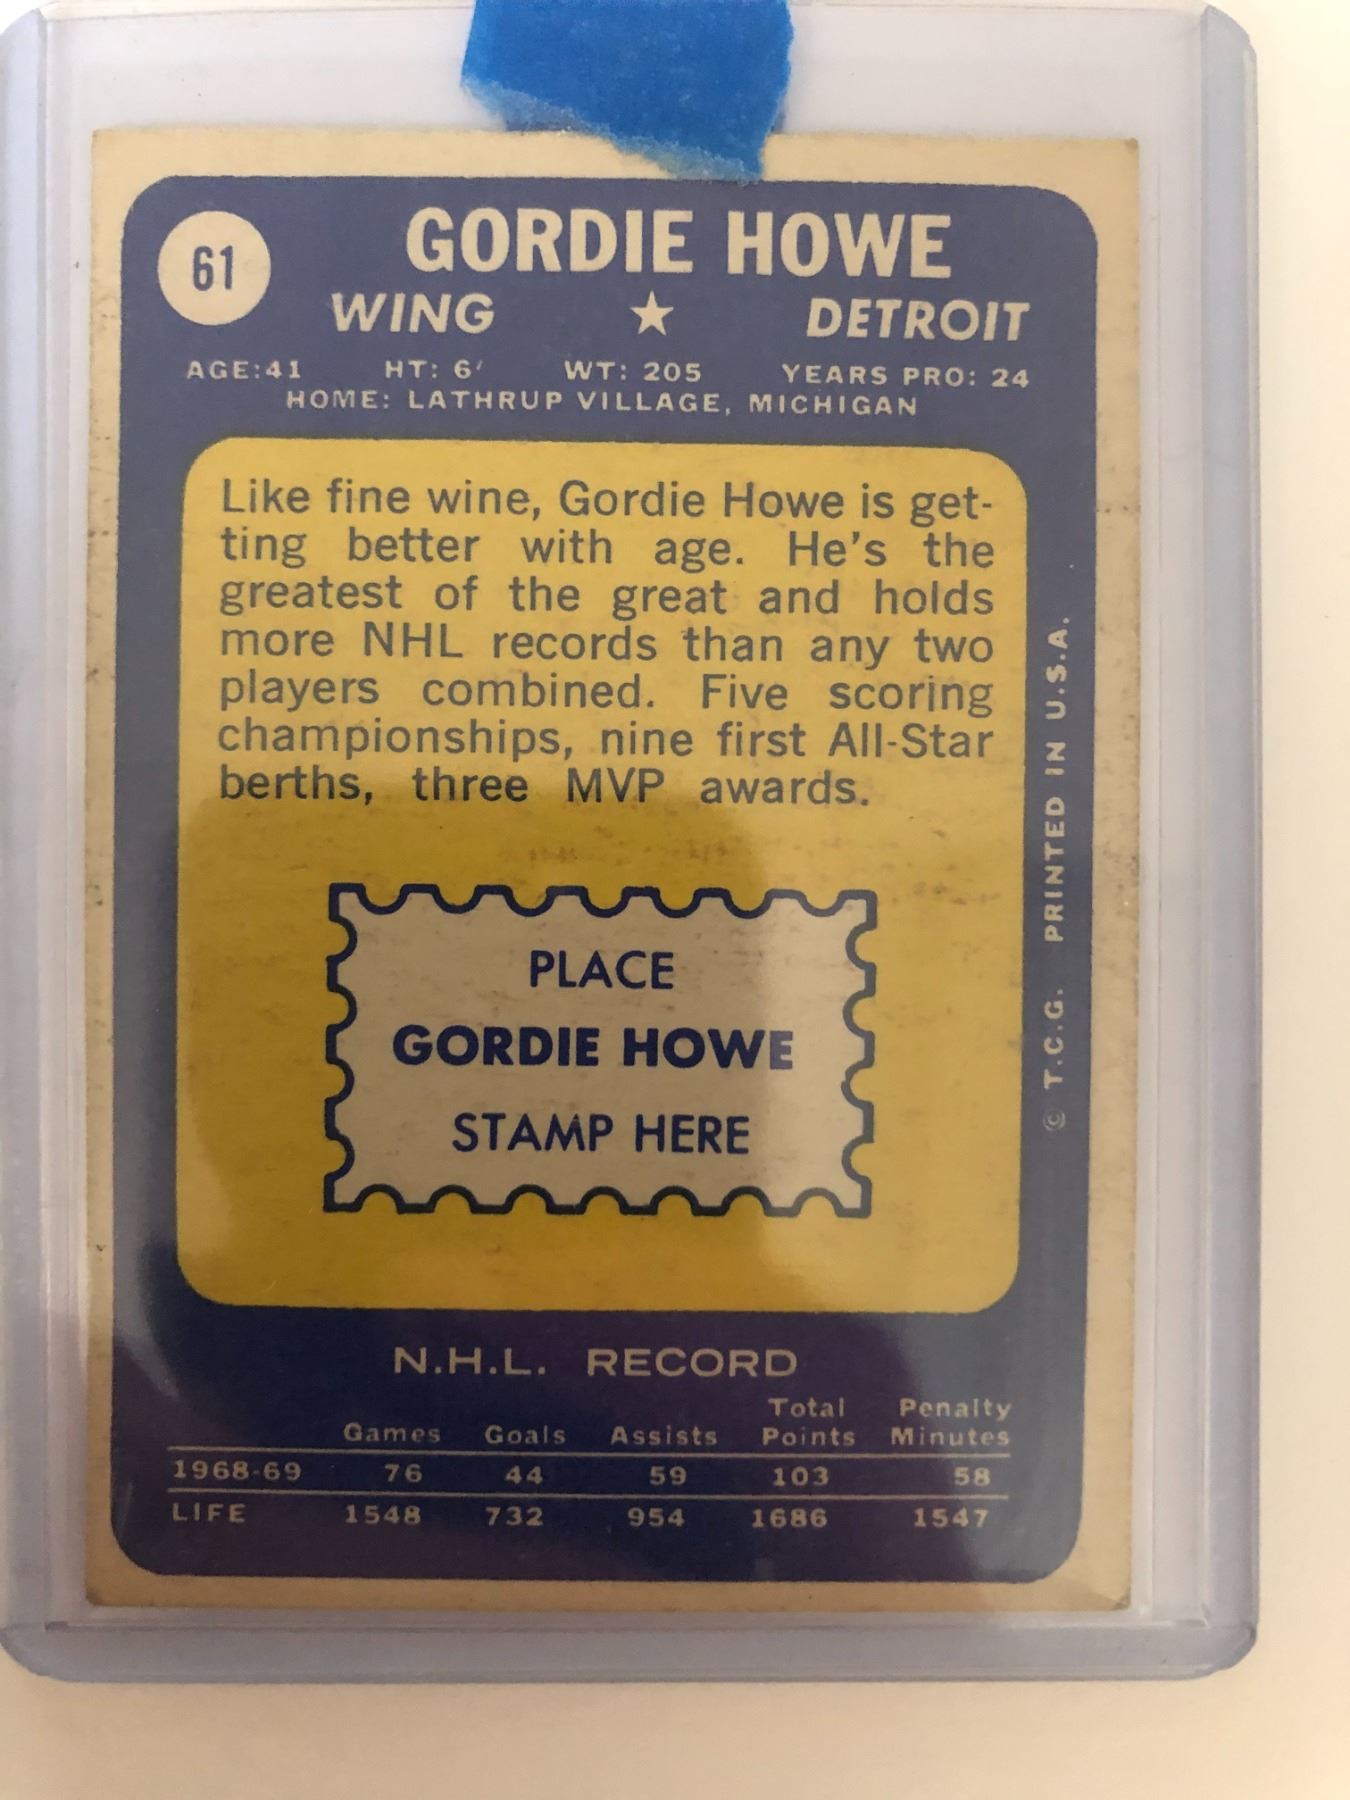 61
GORDIE HOWE
WING ★ DETROIT
AGE:41 HT: 6' WT: 205 YEARS PRO: 24
HOME: LATHRUP VILLAGE, MICHIGAN
Like fine wine, Gordie Howe is get-
ting better with age. He's the
greatest of the great and holds
more NHL records than any two
players combined. Five scoring
championships, nine first All-Star
berths, three MVP awards.
PLACE
GORDIE HOWE
STAMP HERE
© T.C.G. PRINTED IN U.S.A.
N.H.L. RECORD
Games Goals Assists Total Points Penalty Minutes
1968-69 76 44 59 103 58
LIFE 1548 732 954 1686 1547